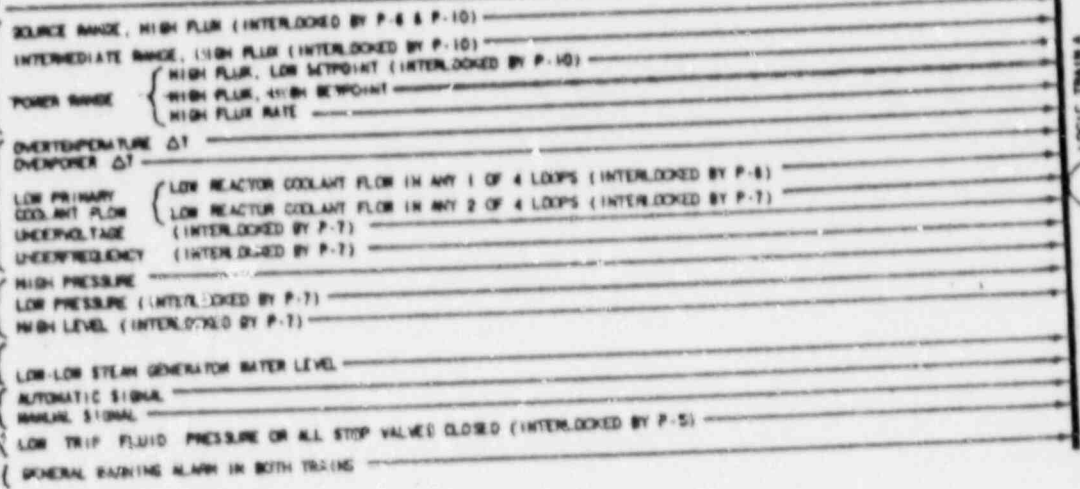 SOURCE RANGE, HIGH FLUX (INTERLOCKED BY P-6 & P-10)
INTERMEDIATE RANGE, HIGH FLUX (INTERLOCKED BY P-10)
HIGH FLUX, LOW SETPOINT (INTERLOCKED BY P-10)
POWER RANGE
HIGH FLUX, HIGH SETPOINT
HIGH FLUX RATE
OVERTEMPERATURE ΔT
OVERPOWER ΔT
LOW PRIMARY COOLANT FLOW
LOW REACTOR COOLANT FLOW IN ANY 1 OF 4 LOOPS (INTERLOCKED BY P-8)
LOW REACTOR COOLANT FLOW IN ANY 2 OF 4 LOOPS (INTERLOCKED BY P-7)
UNDERVOLTAGE (INTERLOCKED BY P-7)
UNDERFREQUENCY (INTERLOCKED BY P-7)
HIGH PRESSURE
LOW PRESSURE (INTERLOCKED BY P-7)
HIGH LEVEL (INTERLOCKED BY P-7)
LOW-LOW STEAM GENERATOR WATER LEVEL
AUTOMATIC SIGNAL
MANUAL SIGNAL
LOW TRIP FLUID PRESSURE OR ALL STOP VALVES CLOSED (INTERLOCKED BY P-5)
GENERAL WARNING ALARM IN BOTH TRAINS